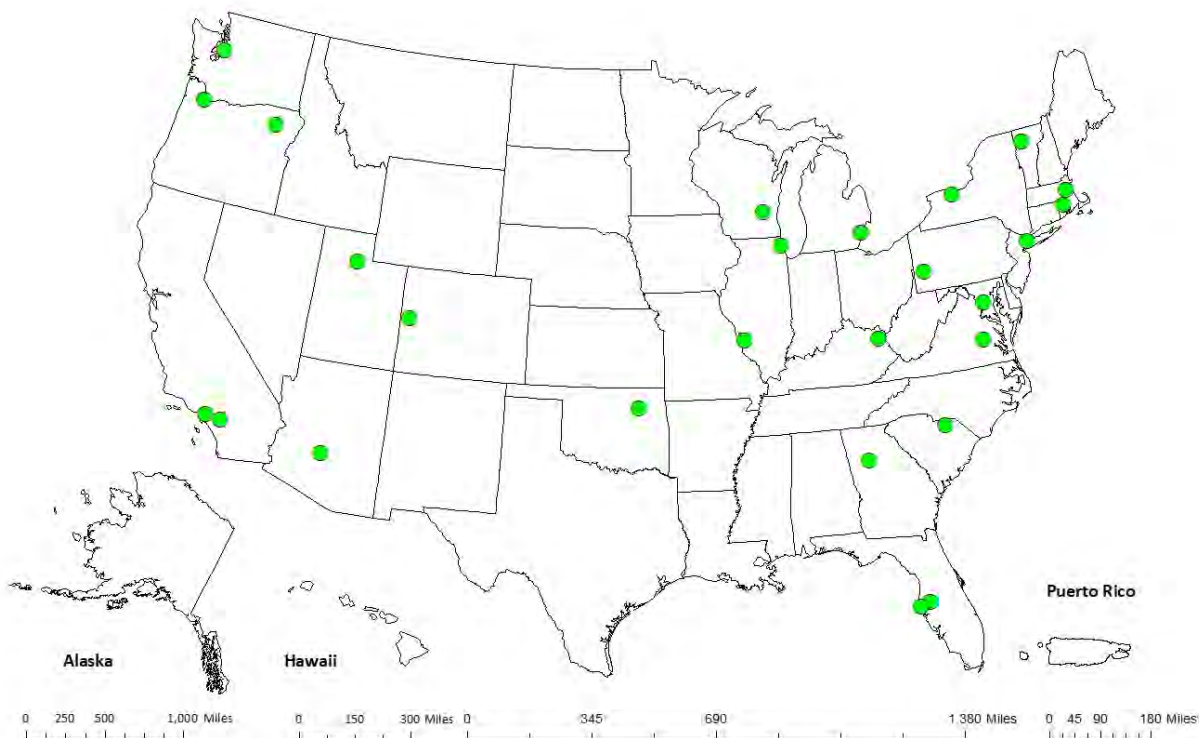 Puerto Rico
Alaska
Hawaii
0 250 500 1,000 Miles
0 150 300 Miles
0 345 690 1.380 Miles
0 45 90 180 Miles